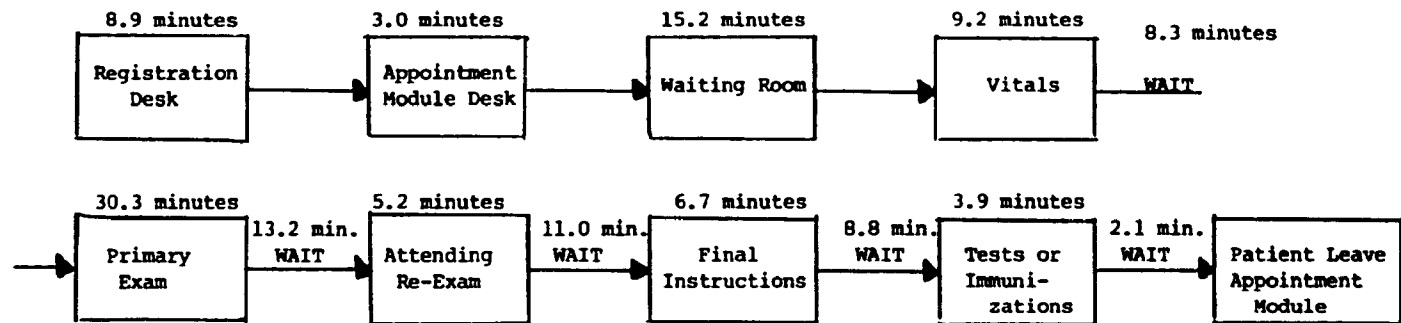 8.9 minutes
Registration
Desk
3.0 minutes
Appointment
Module Desk
15.2 minutes
Waiting Room
9.2 minutes
Vitals
8.3 minutes
WAIT
30.3 minutes
Primary
Exam
13.2 min.
WAIT
5.2 minutes
Attending
Re-Exam
11.0 min.
WAIT
6.7 minutes
Final
Instructions
8.8 min.
WAIT
3.9 minutes
Tests or
Immuni-
zations
2.1 min.
WAIT
Patient Leave
Appointment
Module